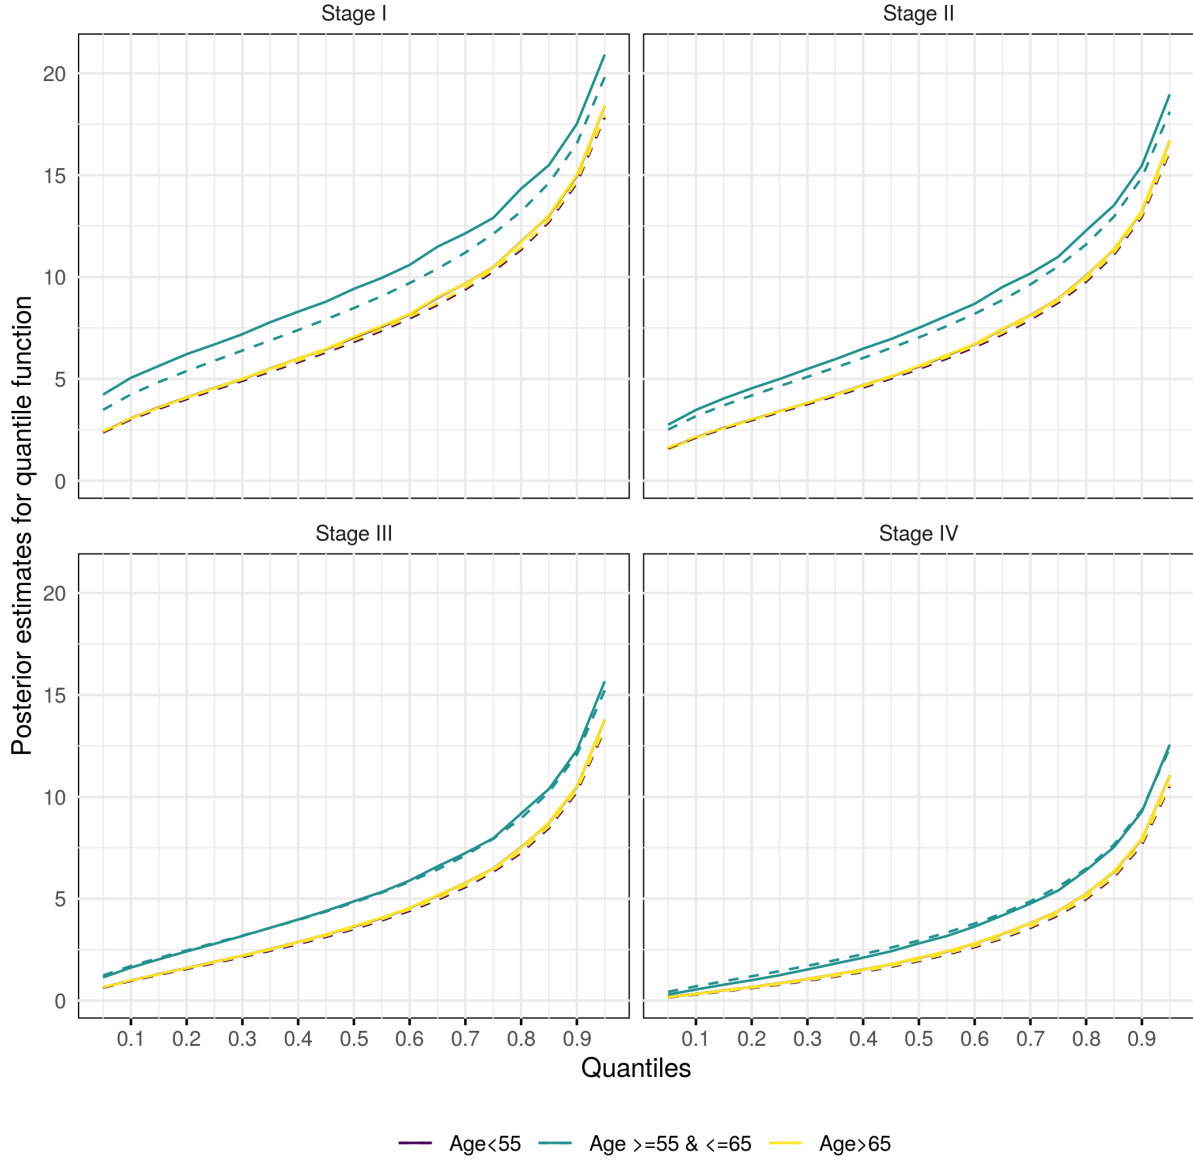 Stage I
Stage II
20
15
10
5
0
Stage III
Stage IV
20
15
10
5
0
Posterior estimates for quantile function
0.1 0.2 0.3 0.4 0.5 0.6 0.7 0.8 0.9
0.1 0.2 0.3 0.4 0.5 0.6 0.7 0.8 0.9
Quantiles
Age<55 Age >=55 & <=65 Age>65